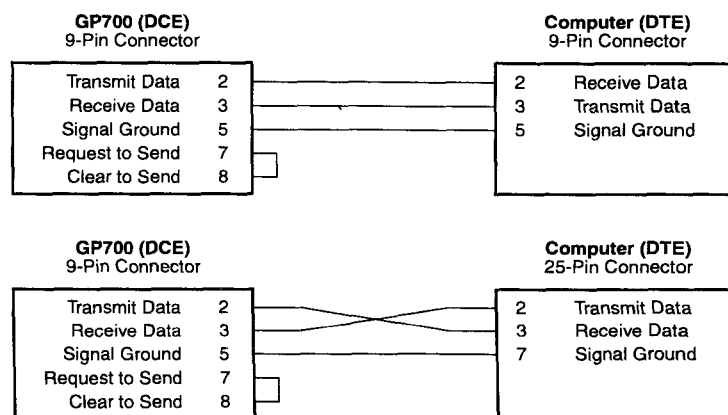 GP700 (DCE)
9-Pin Connector
Computer (DTE)
9-Pin Connector
Transmit Data 2
Receive Data 3
Signal Ground 5
Request to Send 7
Clear to Send 8
2 Receive Data
3 Transmit Data
5 Signal Ground
GP700 (DCE)
9-Pin Connector
Computer (DTE)
25-Pin Connector
Transmit Data 2
Receive Data 3
Signal Ground 5
Request to Send 7
Clear to Send 8
2 Transmit Data
3 Receive Data
7 Signal Ground